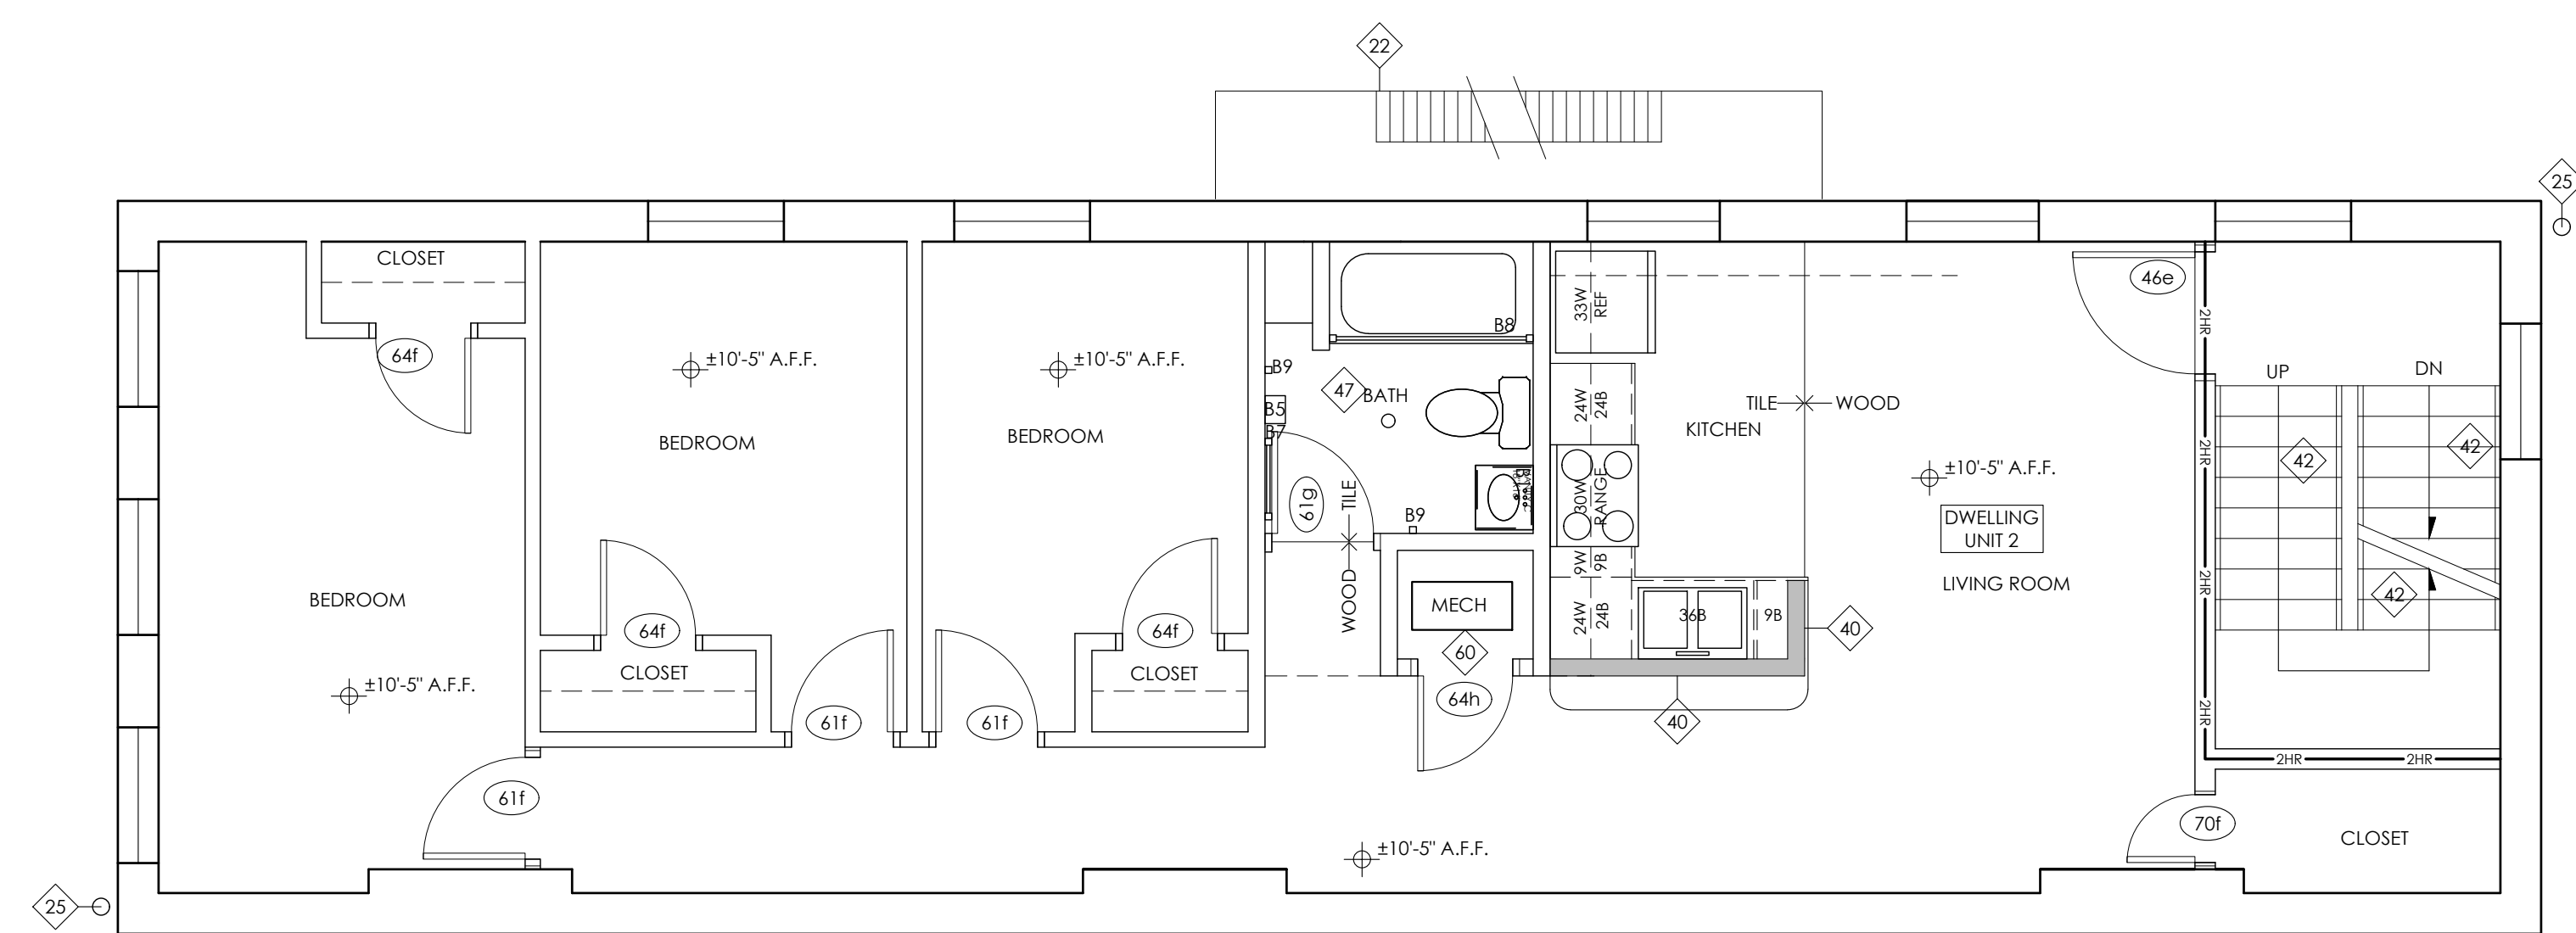 22
25
CLOSET
64f
±10'-5" A.F.F.
±10'-5" A.F.F.
BEDROOM
BEDROOM
B8
B9
47
BATH
B5
B7
61g
TILE
WOOD
B9
MECH
60
64h
33W
REF
24W
24B
30W
RANGE
9W
9B
24W
24B
36B
9B
TILE
WOOD
KITCHEN
40
40
46e
±10'-5" A.F.F.
DWELLING
UNIT 2
LIVING ROOM
2HR
2HR
2HR
2HR
2HR
2HR
UP
DN
42
42
42
BEDROOM
±10'-5" A.F.F.
64f
CLOSET
64f
CLOSET
61f
61f
61f
±10'-5" A.F.F.
70f
CLOSET
25